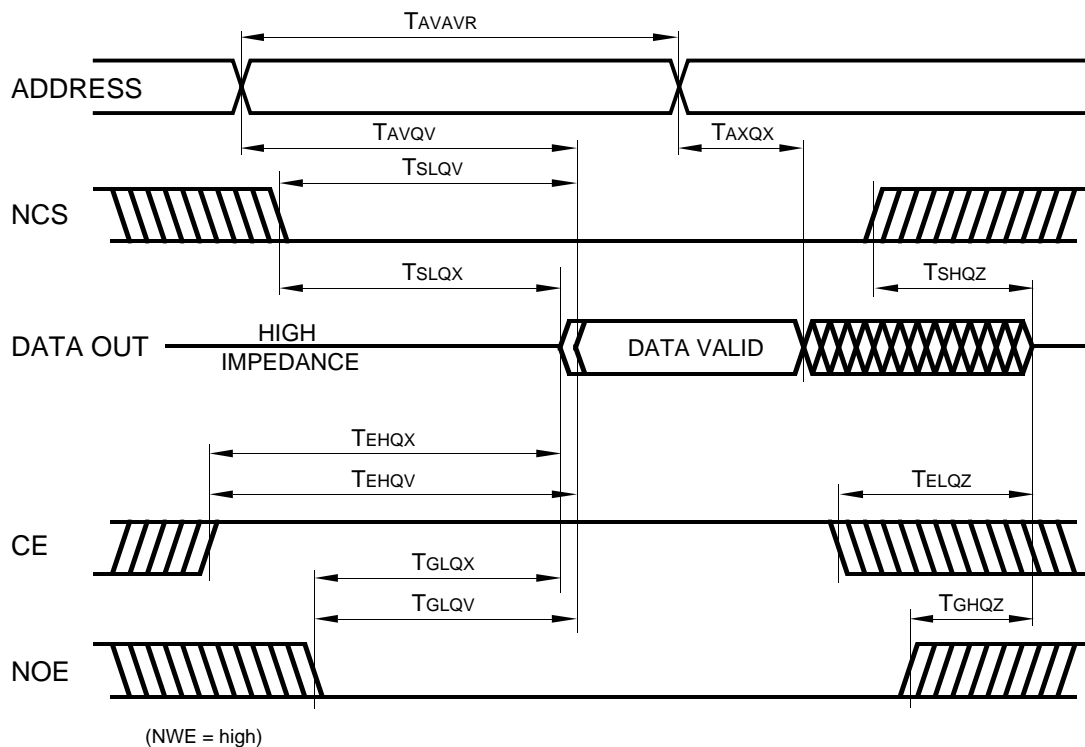 TAVAVR
ADDRESS
TAVQV
TAXQX
TSLQV
NCS
TSLQX
TSHQZ
DATA OUT
HIGH
IMPEDANCE
DATA VALID
TEHQX
TEHQV
TELQZ
CE
TGLQX
TGLQV
TGHQZ
NOE
(NWE = high)